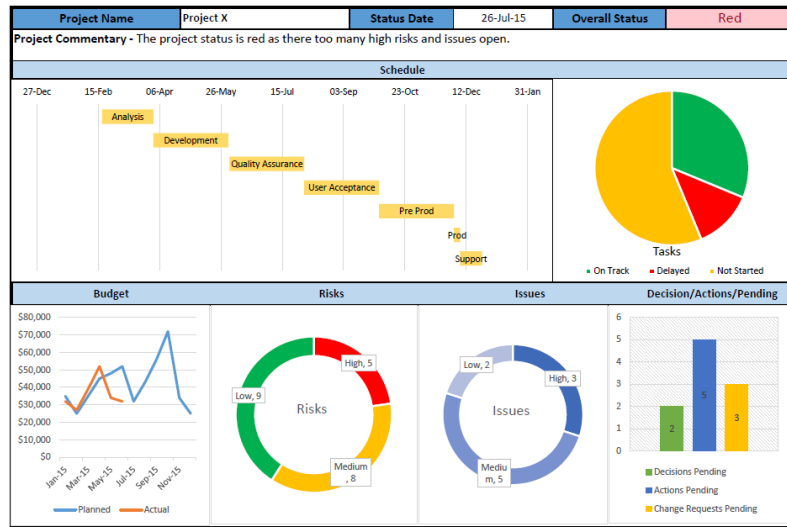 Project Name Project X Status Date 26-Jul-15 Overall Status Red
Project Commentary - The project status is red as there too many high risks and issues open.
Schedule
27-Dec 15-Feb 06-Apr 26-May 15-Jul 03-Sep 23-Oct 12-Dec 31-Jan
Analysis
Development
Quality Assurance
User Acceptance
Pre Prod
Prod
Support
Tasks
On Track Delayed Not Started
Budget
$80,000
$70,000
$60,000
$50,000
$40,000
$30,000
$20,000
$10,000
$0
Jan-15 Mar-15 May-15 Jul-15 Sep-15 Nov-15
Planned Actual
Risks
High, 5
Low, 9
Risks
Medium
, 8
Issues
Low, 2
High, 3
Issues
Mediu
m, 5
Decision/Actions/Pending
6
5
4
3
2
1
0
2
5
3
Decisions Pending
Actions Pending
Change Requests Pending